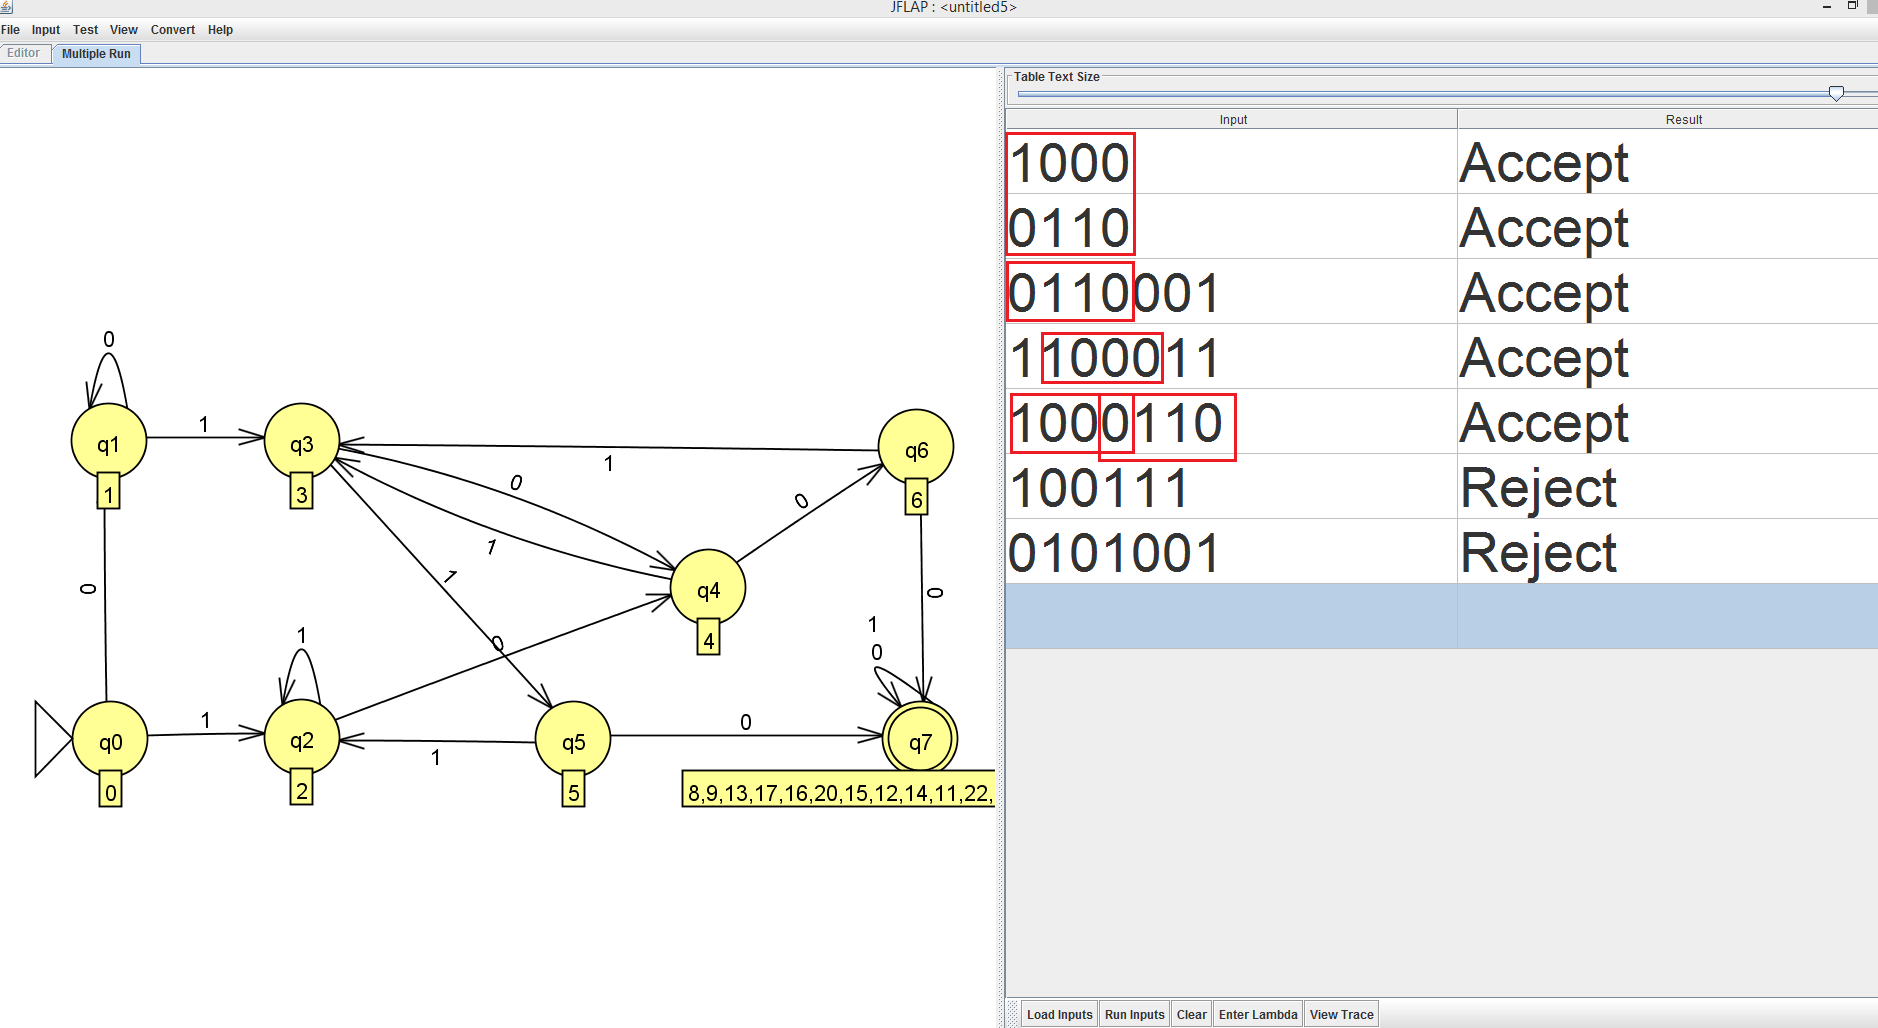 JFLAP : <untitled5>
File Input Test View Convert Help
Editor Multiple Run
Table Text Size
Input Result
1000 Accept
0110 Accept
0110001 Accept
1100011 Accept
1000110 Accept
100111 Reject
0101001 Reject
0
q1 1 q3 q6
1 3 1 6
0 0
1
0 1 q4 0
1 0 4 1
0
q0 1 q2 q5 0 q7
1
0 2 5 8,9,13,17,16,20,15,12,14,11,22,
Load Inputs Run Inputs Clear Enter Lambda View Trace